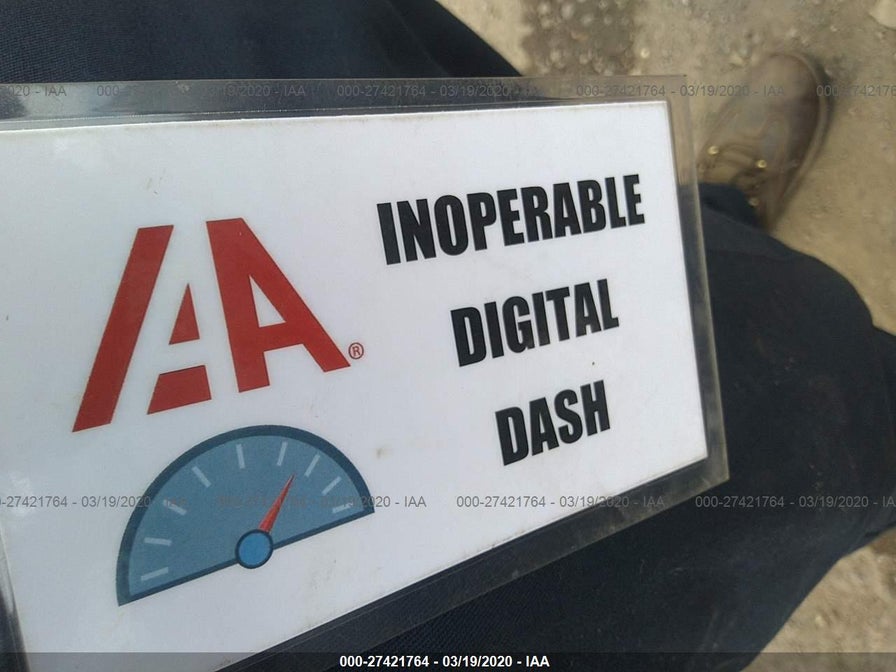 000-27421764 - 03/19/2020 - IAA
IAA®
INOPERABLE
DIGITAL
DASH
000-27421764 - 03/19/2020 - IAA
000-27421764 - 03/19/2020 - IAA